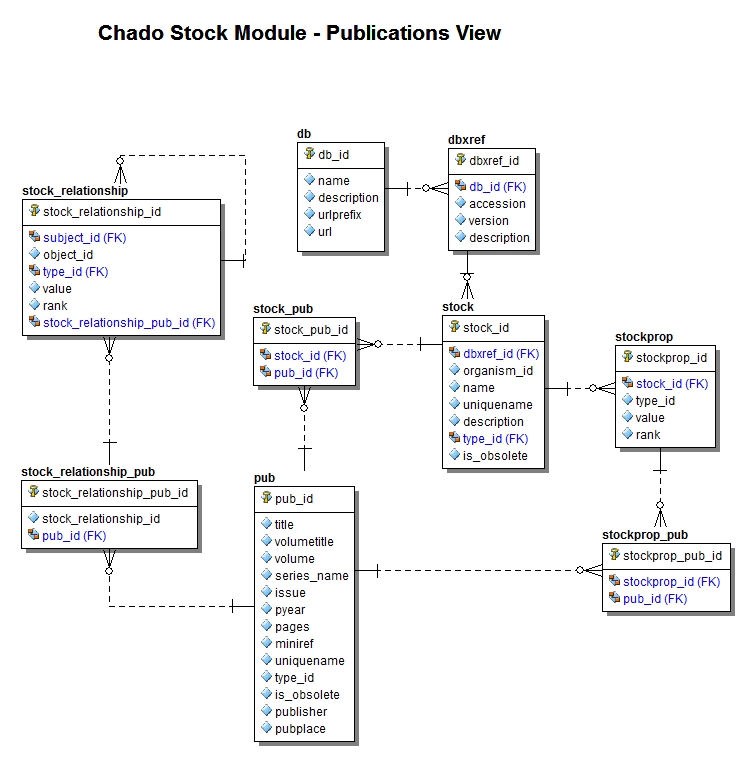 Chado Stock Module - Publications View
db
db_id
name
description
urlprefix
url
dbxref
dbxref_id
db_id (FK)
accession
version
description
stock_relationship
stock_relationship_id
subject_id (FK)
object_id
type_id (FK)
value
rank
stock_relationship_pub_id (FK)
stock_pub
stock_pub_id
stock_id (FK)
pub_id (FK)
stock
stock_id
dbxref_id (FK)
organism_id
name
uniquename
description
type_id (FK)
is_obsolete
stockprop
stockprop_id
stock_id (FK)
type_id
value
rank
stock_relationship_pub
stock_relationship_pub_id
stock_relationship_id
pub_id (FK)
pub
pub_id
title
volumetitle
volume
series_name
issue
pyear
pages
miniref
uniquename
type_id
is_obsolete
publisher
pubplace
stockprop_pub
stockprop_pub_id
stockprop_id (FK)
pub_id (FK)